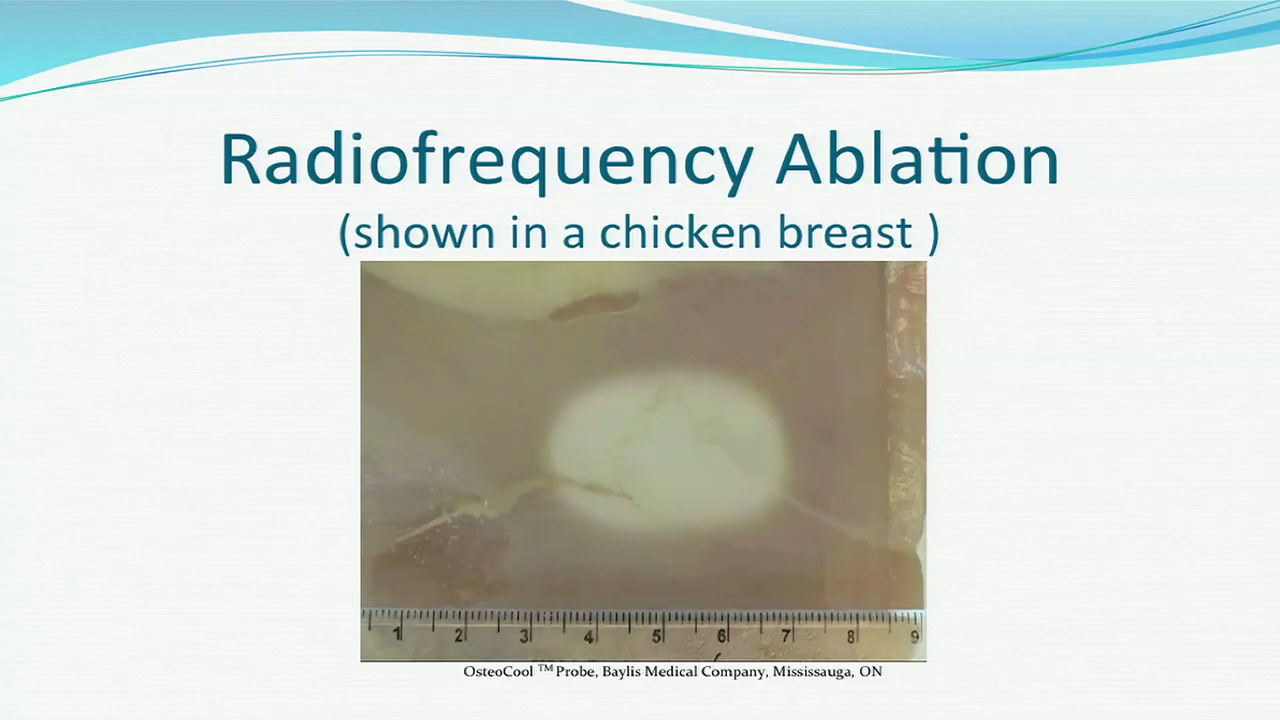 Radiofrequency Ablation
(shown in a chicken breast )
1 2 3 4 5 6 7 8 9
OsteoCool ™ Probe, Baylis Medical Company, Mississauga, ON